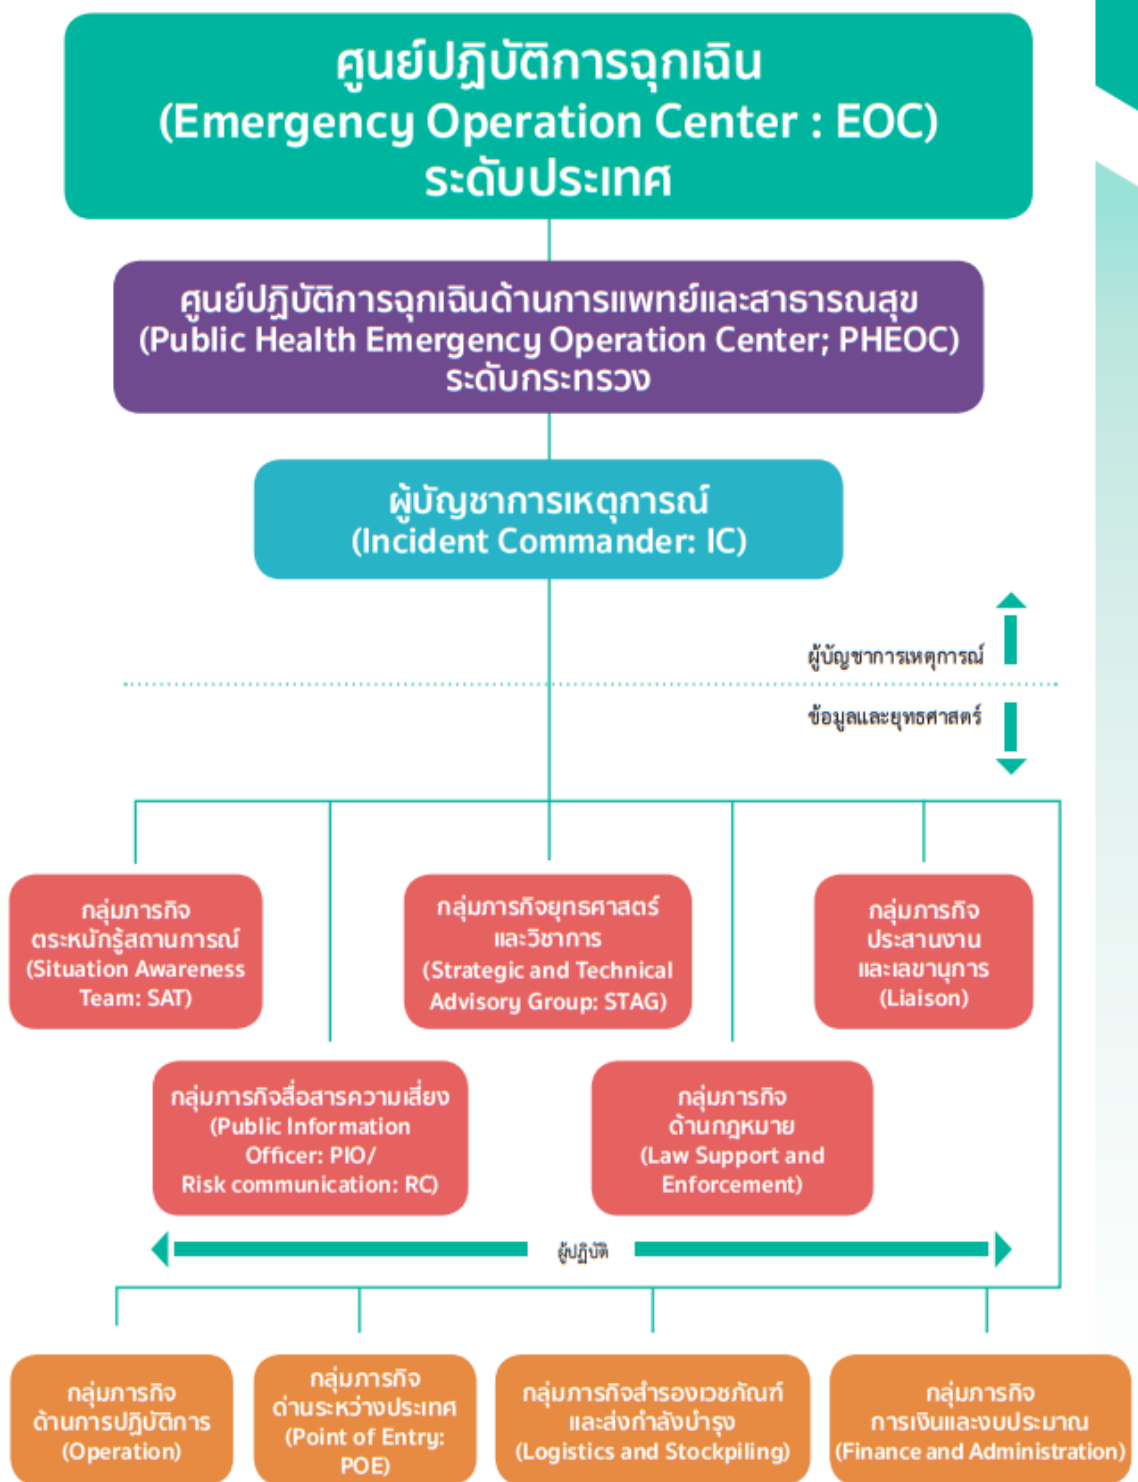 ศูนย์ปฏิบัติการฉุกเฉิน
(Emergency Operation Center : EOC)
ระดับประเทศ
ศูนย์ปฏิบัติการฉุกเฉินด้านการแพทย์และสาธารณสุข
(Public Health Emergency Operation Center; PHEOC)
ระดับกระทรวง
ผู้บัญชาการเหตุการณ์
(Incident Commander: IC)
ผู้บัญชาการเหตุการณ์
ข้อมูลและยุทธศาสตร์
กลุ่มภารกิจ
ตระหนักรู้สถานการณ์
(Situation Awareness
Team: SAT)
กลุ่มภารกิจยุทธศาสตร์
และวิชาการ
(Strategic and Technical
Advisory Group: STAG)
กลุ่มภารกิจ
ประสานงาน
และเลขานุการ
(Liaison)
กลุ่มภารกิจสื่อสารความเสี่ยง
(Public Information
Officer: PIO/
Risk communication: RC)
กลุ่มภารกิจ
ด้านกฎหมาย
(Law Support and
Enforcement)
ผู้ปฏิบัติ
กลุ่มภารกิจ
ด้านการปฏิบัติการ
(Operation)
กลุ่มภารกิจ
ด่านระหว่างประเทศ
(Point of Entry:
POE)
กลุ่มภารกิจสำรองเวชภัณฑ์
และส่งกำลังบำรุง
(Logistics and Stockpiling)
กลุ่มภารกิจ
การเงินและงบประมาณ
(Finance and Administration)